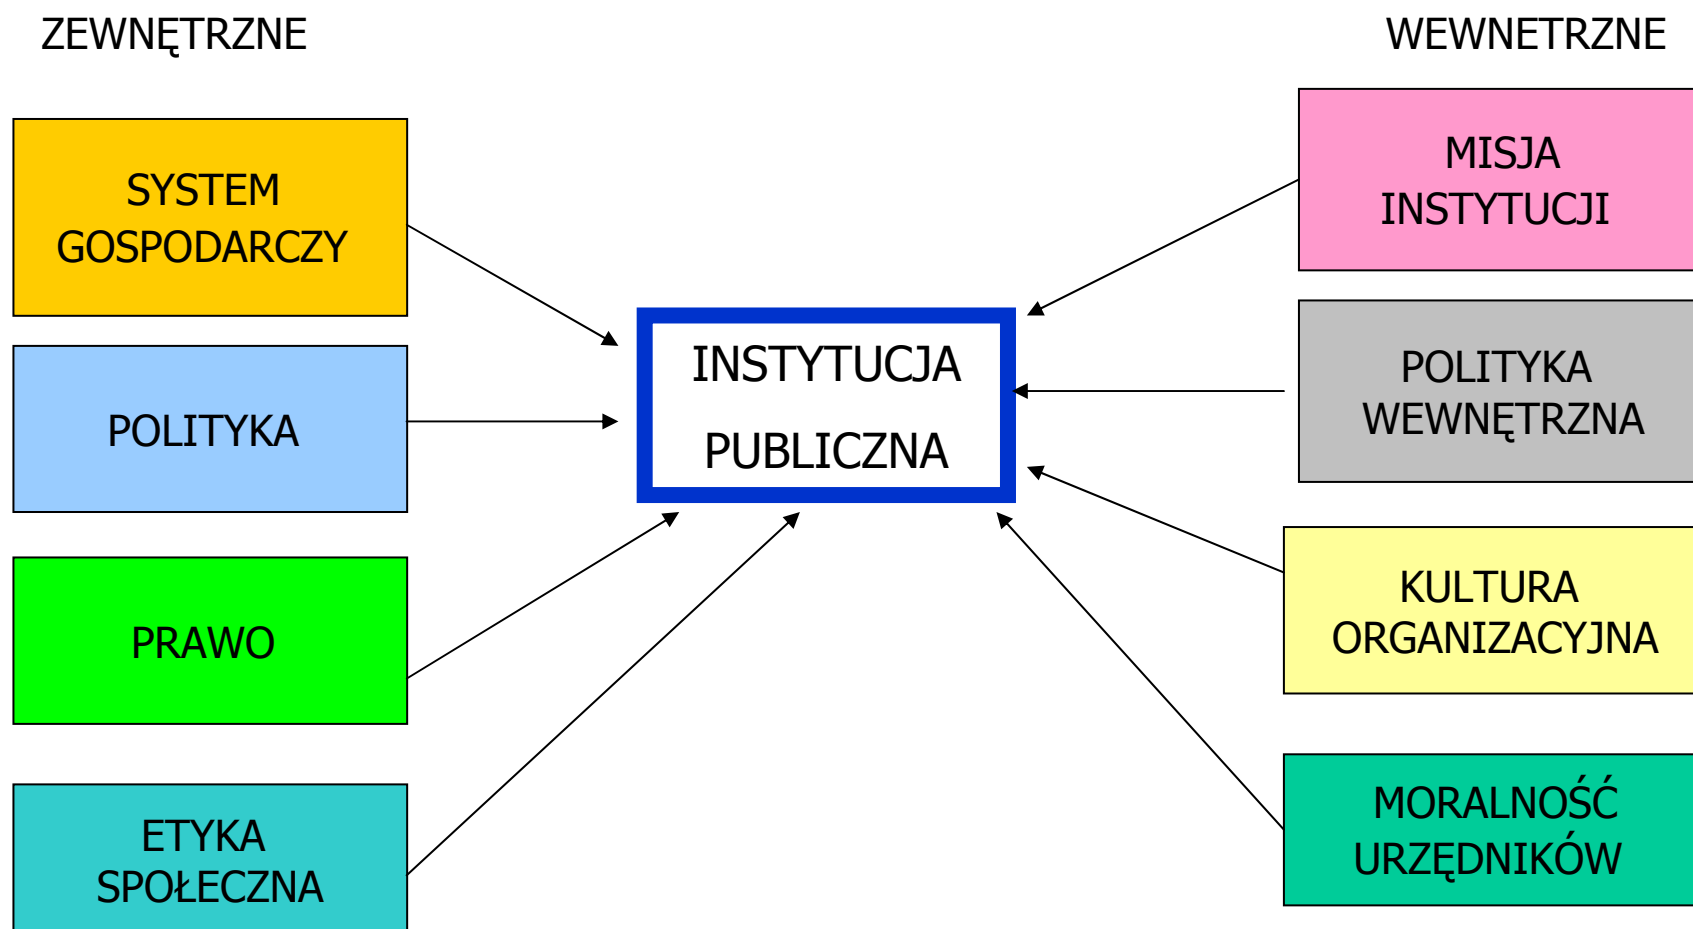 ZEWNĘTRZNE
WEWNETRZNE
SYSTEM
GOSPODARCZY
POLITYKA
PRAWO
ETYKA
SPOŁECZNA
INSTYTUCJA
PUBLICZNA
MISJA
INSTYTUCJI
POLITYKA
WEWNĘTRZNA
KULTURA
ORGANIZACYJNA
MORALNOŚĆ
URZĘDNIKÓW